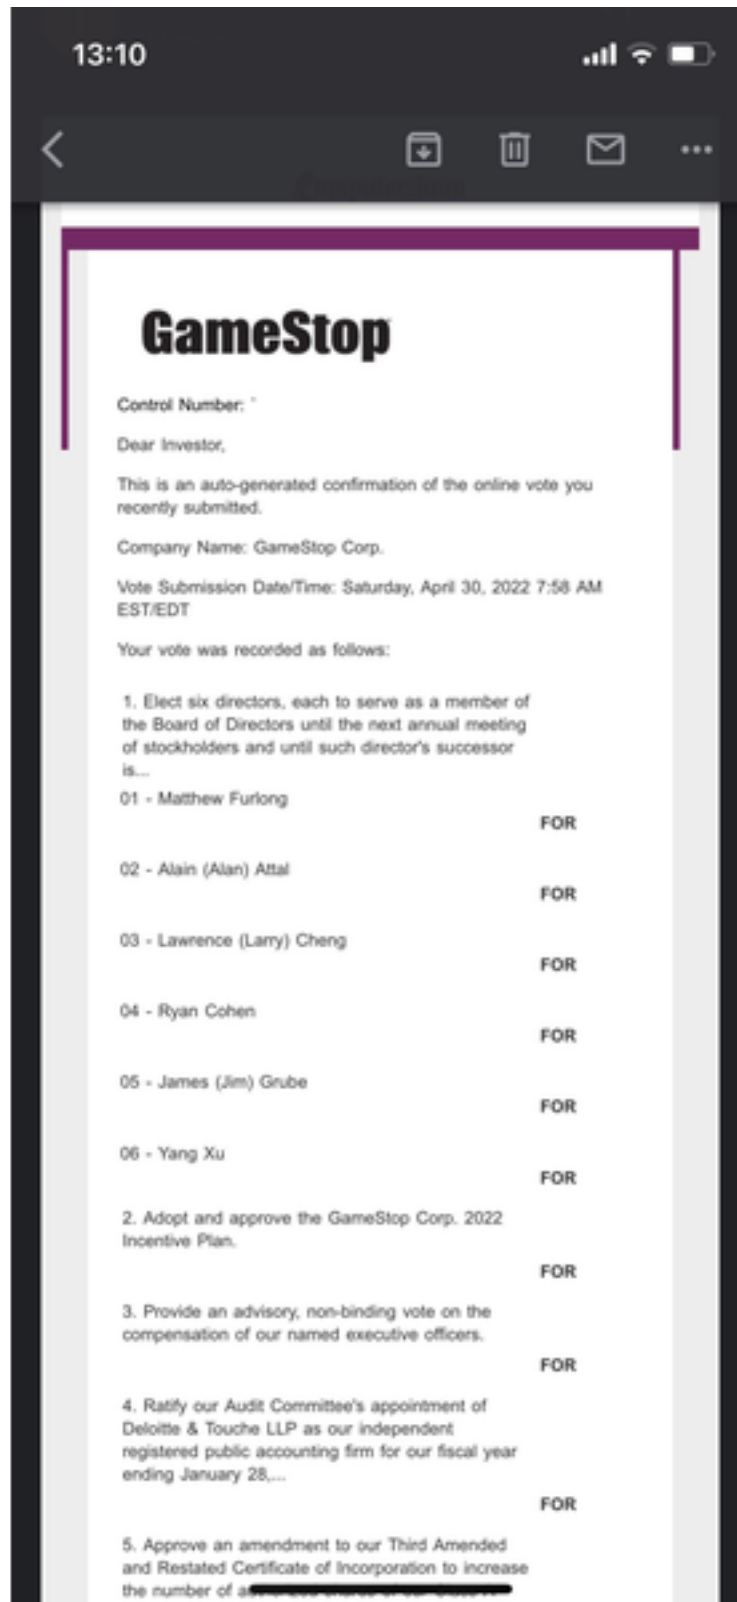 13:10
GameStop
Control Number:
Dear Investor,
This is an auto-generated confirmation of the online vote you
recently submitted.
Company Name: GameStop Corp.
Vote Submission Date/Time: Saturday, April 30, 2022 7:58 AM
EST/EDT
Your vote was recorded as follows:
1. Elect six directors, each to serve as a member of
the Board of Directors until the next annual meeting
of stockholders and until such director's successor
is...
01 - Matthew Furlong
FOR
02 - Alain (Alan) Attal
FOR
03 - Lawrence (Larry) Cheng
FOR
04 - Ryan Cohen
FOR
05 - James (Jim) Grube
FOR
06 - Yang Xu
FOR
2. Adopt and approve the GameStop Corp. 2022
Incentive Plan.
FOR
3. Provide an advisory, non-binding vote on the
compensation of our named executive officers.
FOR
4. Ratify our Audit Committee's appointment of
Deloitte & Touche LLP as our independent
registered public accounting firm for our fiscal year
ending January 28,...
FOR
5. Approve an amendment to our Third Amended
and Restated Certificate of Incorporation to increase
the number of